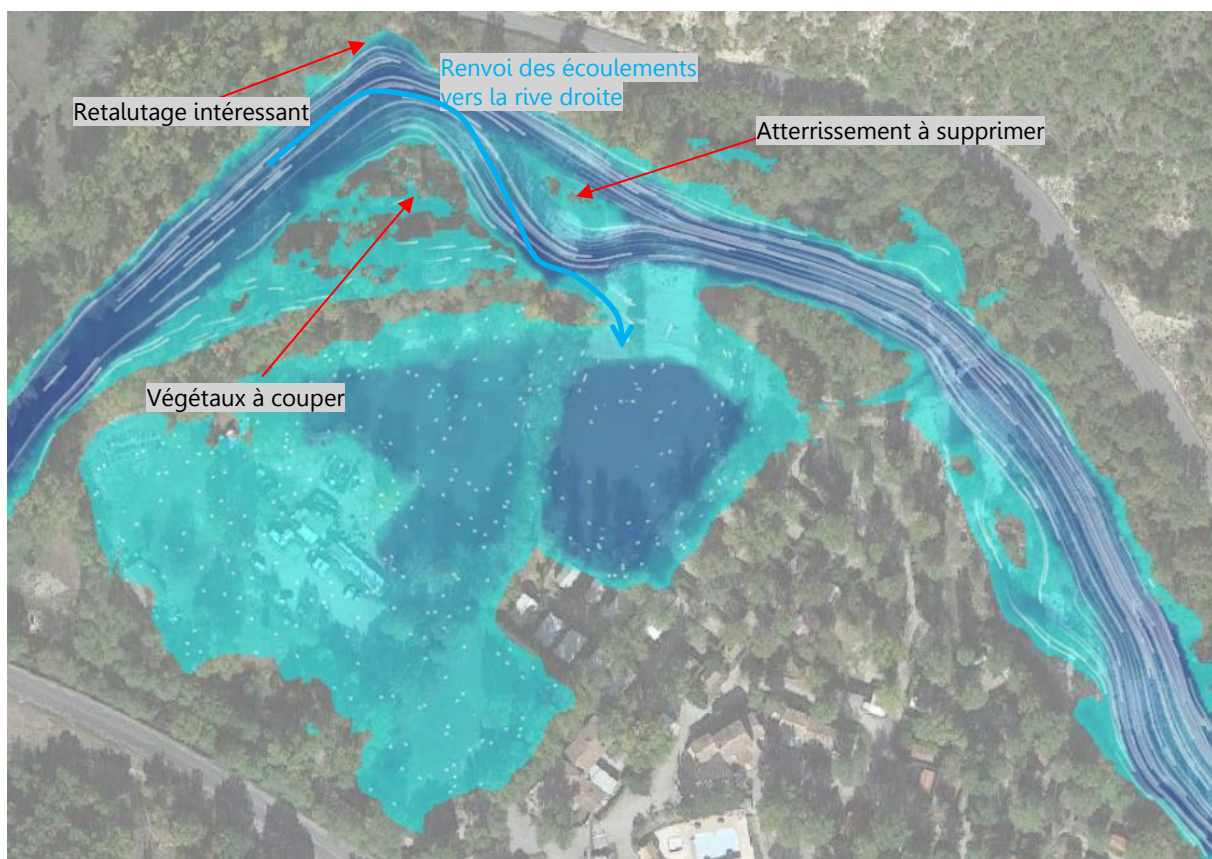 Renvoi des écoulements
vers la rive droite
Retalutage intéressant
Atterrissement à supprimer
Végétaux à couper